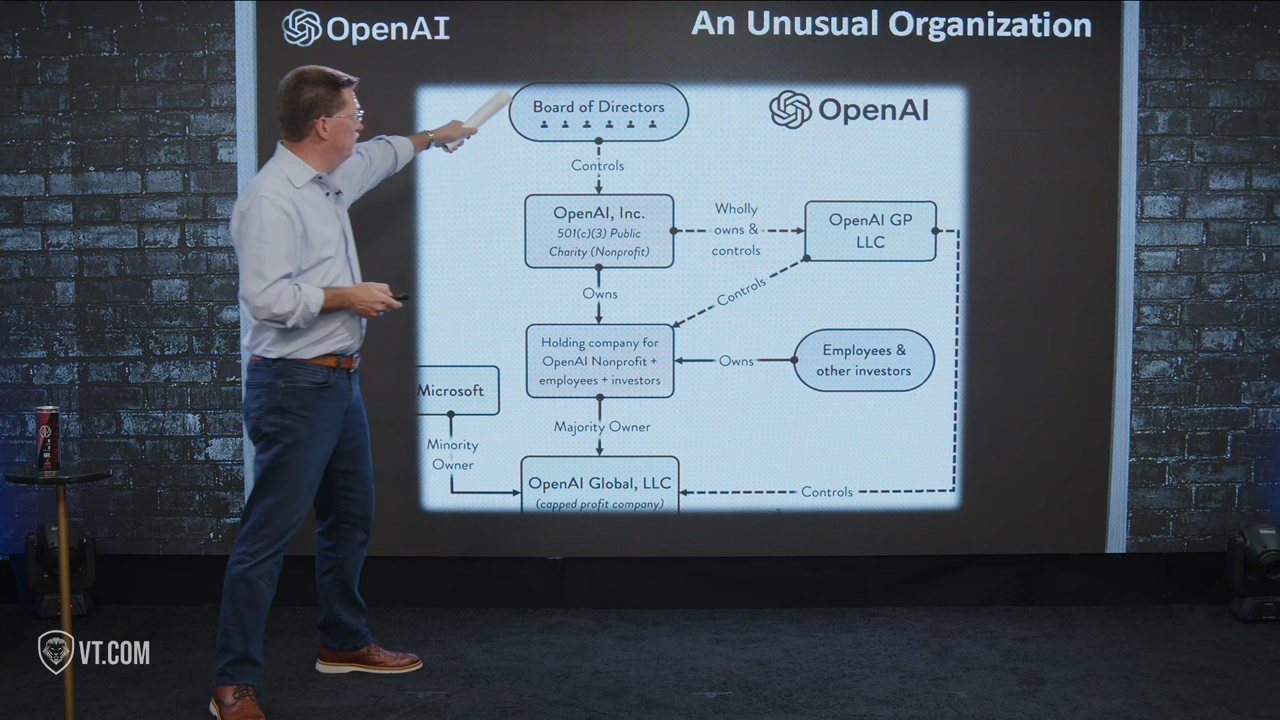 OpenAI
An Unusual Organization
Board of Directors
OpenAI
Controls
OpenAI, Inc.
501(c)(3) Public
Charity (Nonprofit)
Wholly
owns &
controls
OpenAI GP
LLC
Owns
Controls
Holding company for
OpenAI Nonprofit +
employees + investors
Owns
Employees &
other investors
Microsoft
Majority Owner
Minority
Owner
OpenAI Global, LLC
(capped profit company)
Controls
VT.COM